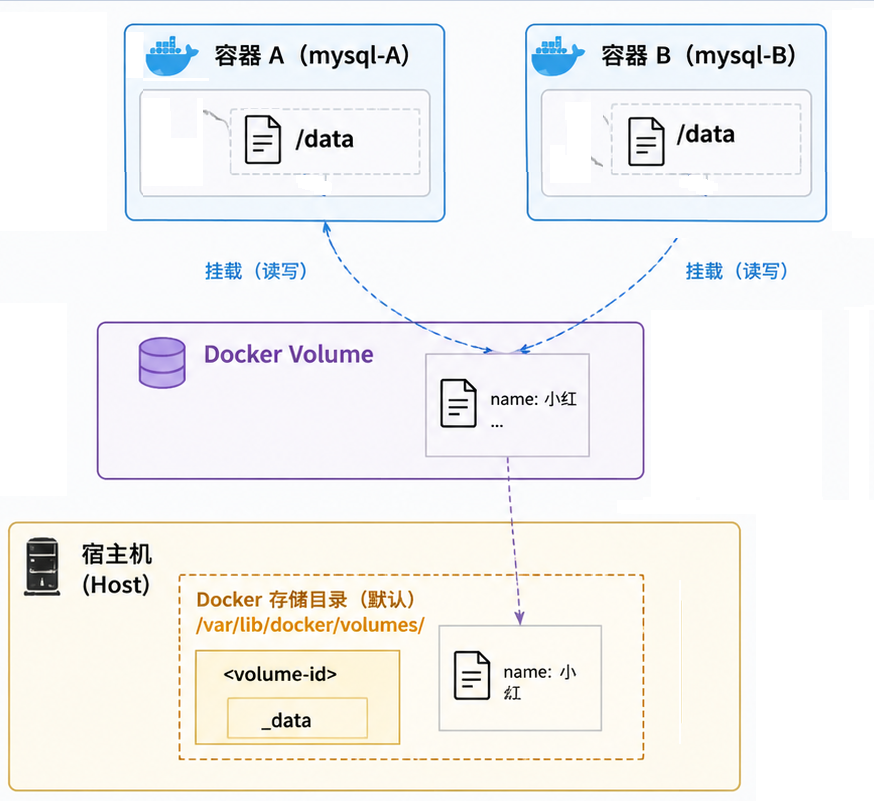 容器 A（mysql-A）
容器 B（mysql-B）
/data
/data
挂载（读写）
挂载（读写）
Docker Volume
name: 小红
...
宿主机
(Host)
Docker 存储目录（默认）
/var/lib/docker/volumes/
<volume-id>
_data
name: 小
红